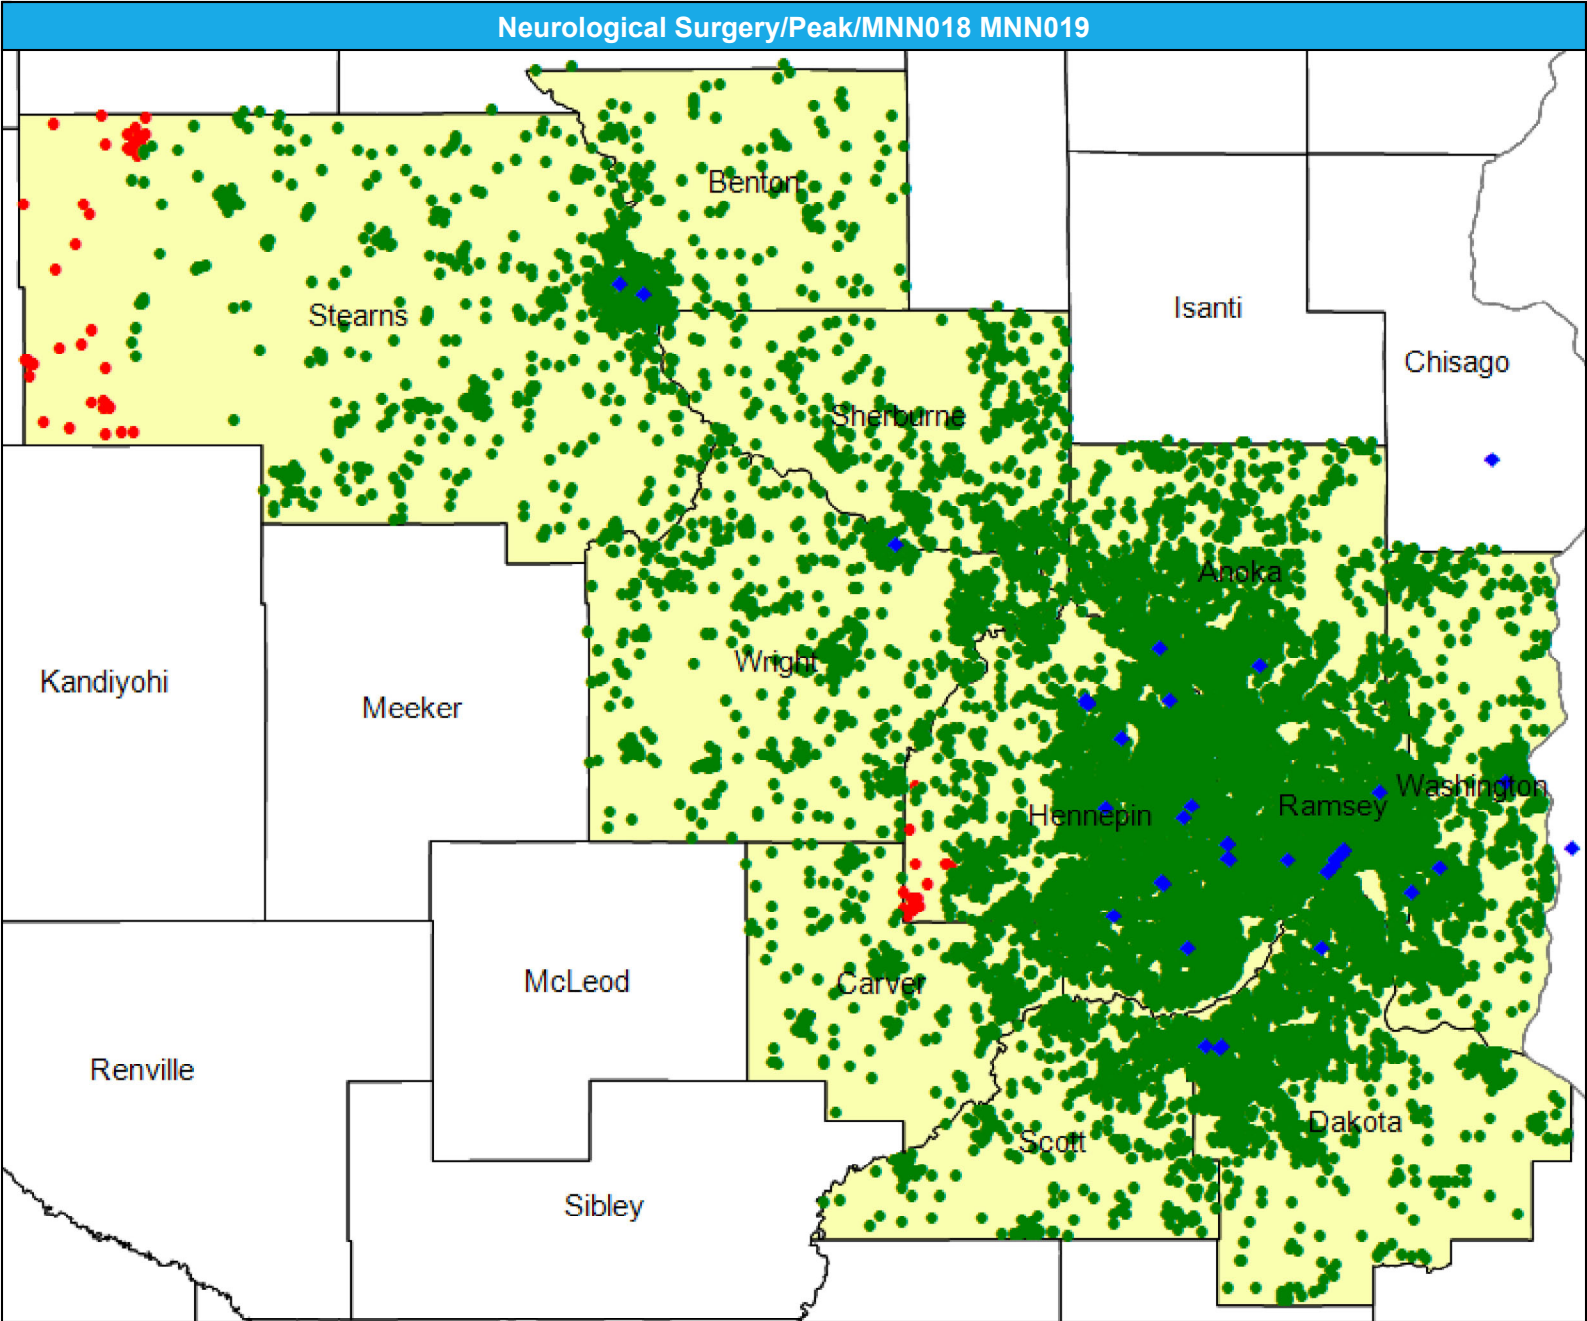 Neurological Surgery/Peak/MNN018 MNN019
Benton
Isanti
Stearns
Chisago
Sherburne
Anoka
Wright
Kandiyohi
Meeker
Washington
Ramsey
Hennepin
McLeod
Carver
Renville
Dakota
Scott
Sibley